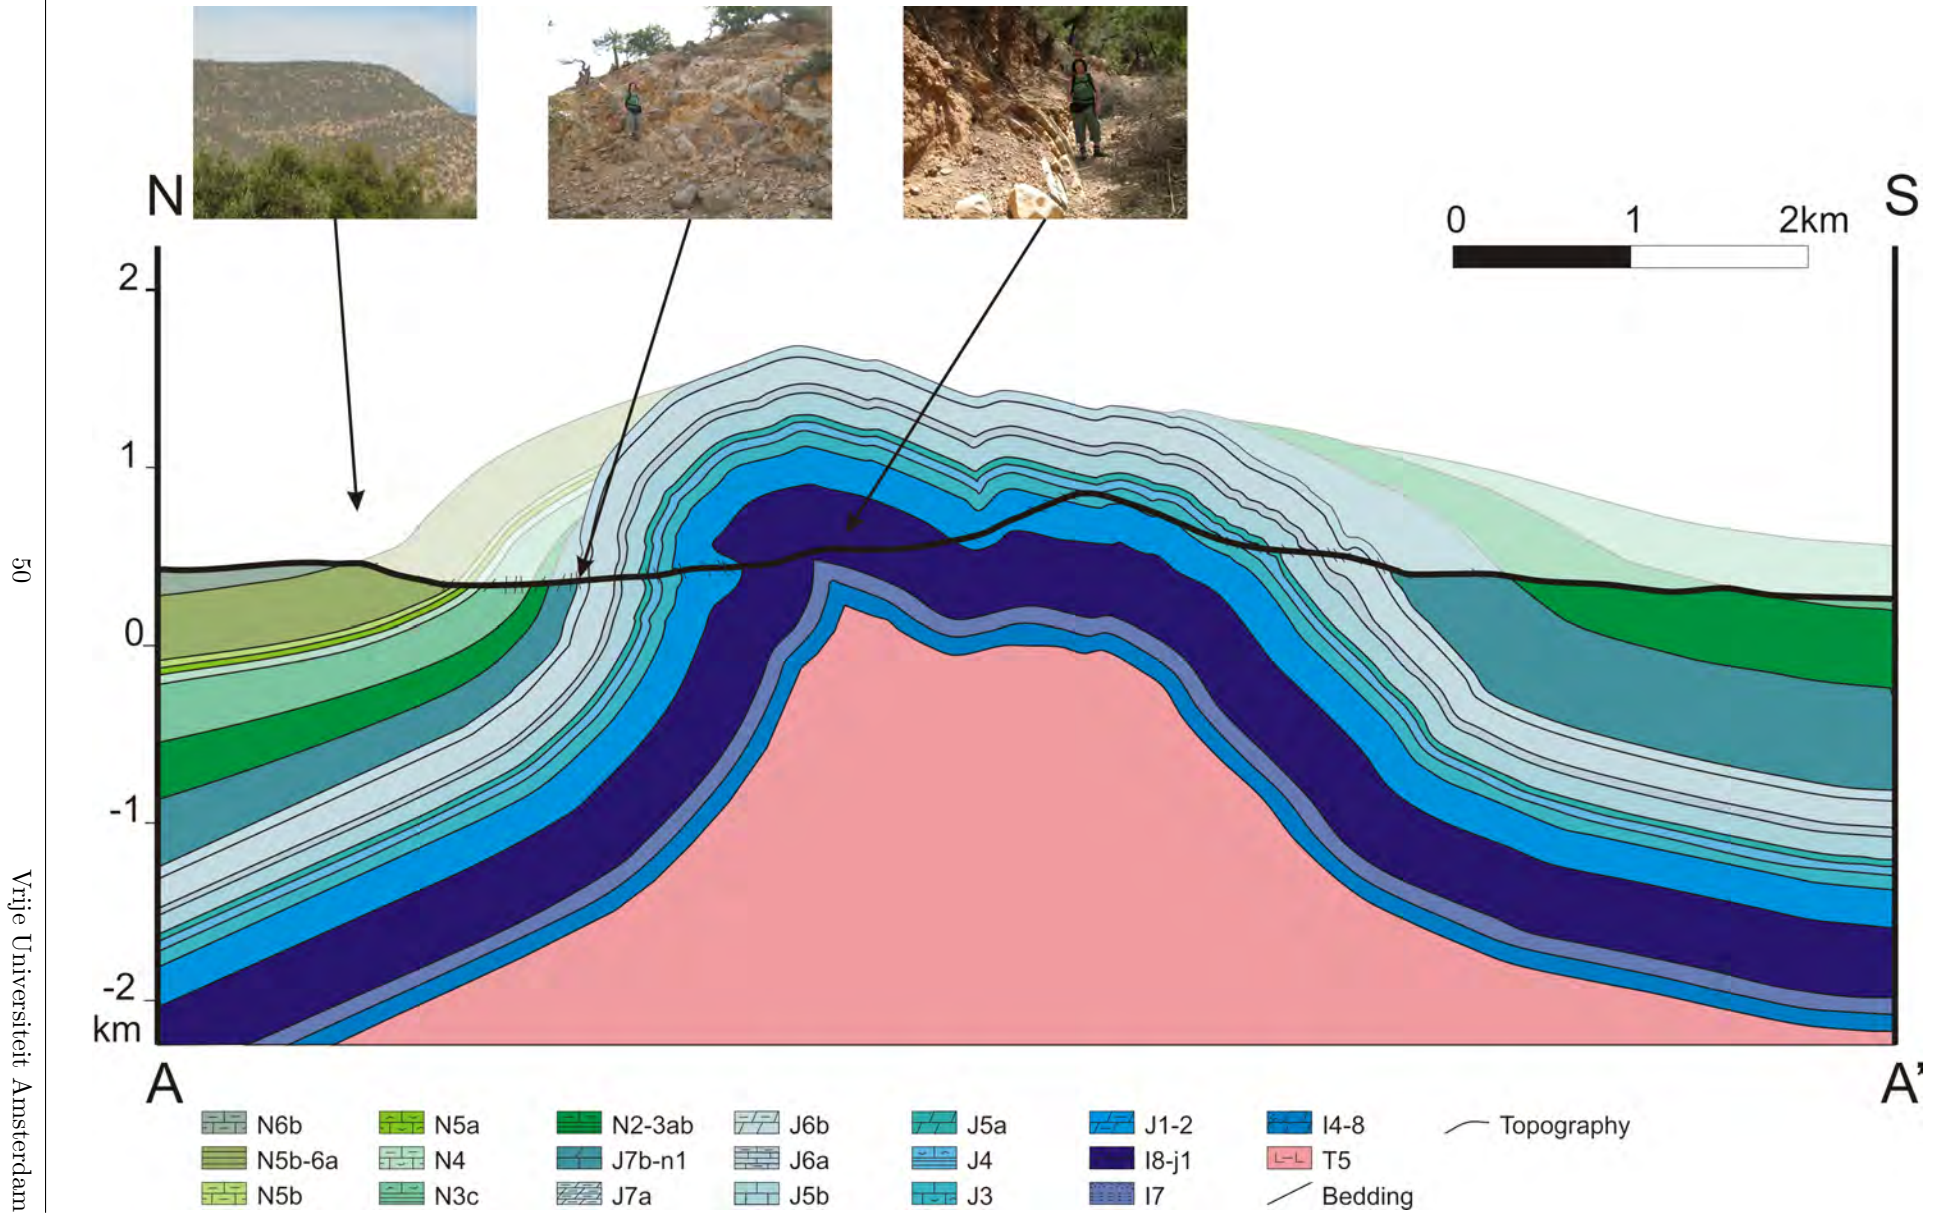 N
S
0 1 2km
2
1
0
-1
-2
km
A
A’
N6b
N5b-6a
N5b
N5a
N4
N3c
N2-3ab
J7b-n1
J7a
J6b
J6a
J5b
J5a
J4
J3
J1-2
I8-j1
I7
I4-8
T5
Bedding
Topography
50
Vrije Universiteit Amsterdam